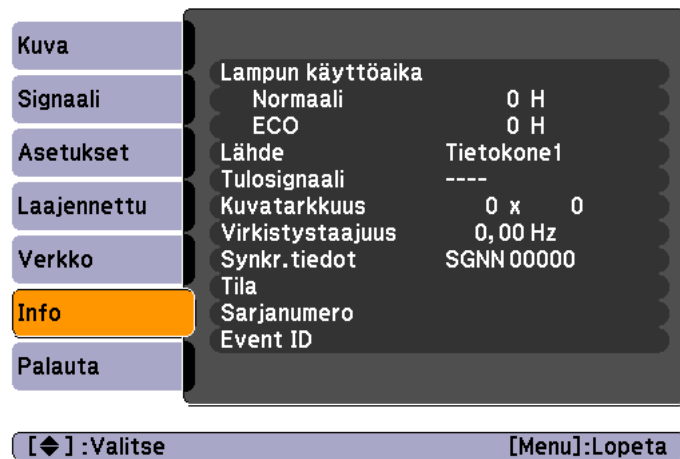 Kuva
Signaali
Asetukset
Laajennettu
Verkko
Info
Palauta
Lampun käyttöaika
Normaali 0 H
ECO 0 H
Lähde Tietokone1
Tulosignaali ----
Kuvatarkkuus 0 x 0
Virkistystaajuus 0,00 Hz
Synkr.tiedot SGNN 00000
Tila
Sarjanumero
Event ID
[◆] :Valitse [Menu]:Lopeta